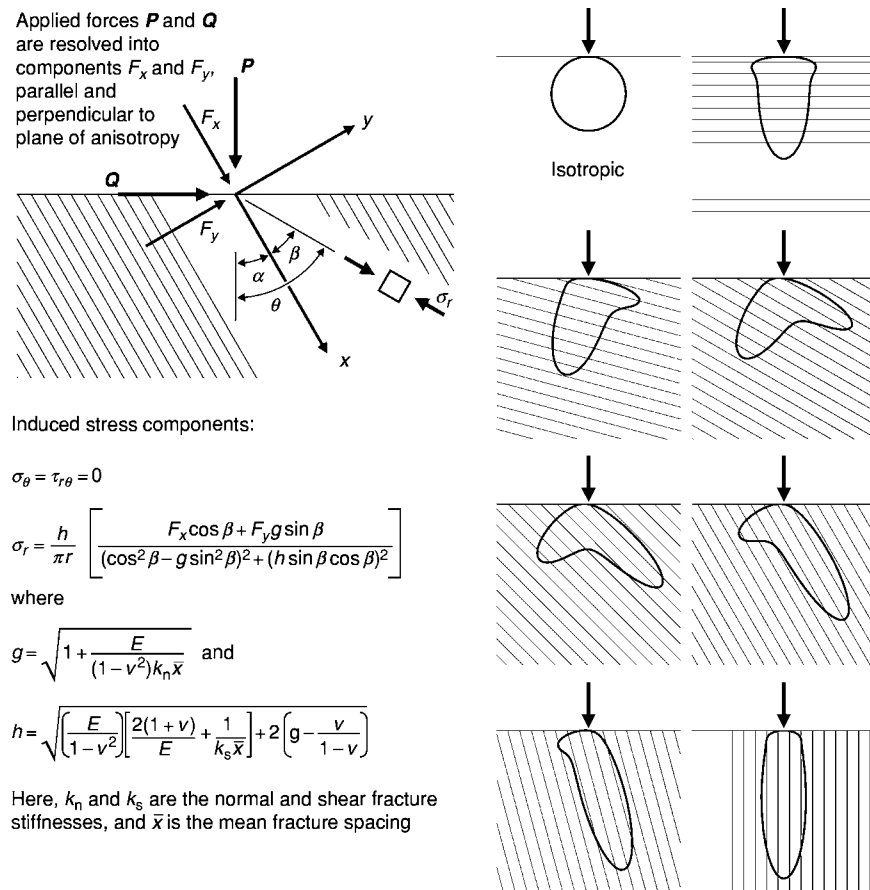 Applied forces P and Q
are resolved into
components Fx and Fy,
parallel and
perpendicular to
plane of anisotropy
P
Fx
y
Q
Fy
α
β
θ
σr
x
Isotropic
Induced stress components:
σθ = τrθ = 0
σr = h/(πr) [(Fx cos β + Fy g sin β)/((cos² β – g sin² β)² + (h sin β cos β)²)]
where
g = √(1 + E/((1 – ν²)kn x̄)) and
h = √((E/(1 – ν²))[2(1 + ν)/E + 1/(ks x̄)] + 2(g – ν/(1 – ν)))
Here, kn and ks are the normal and shear fracture
stiffnesses, and x̄ is the mean fracture spacing